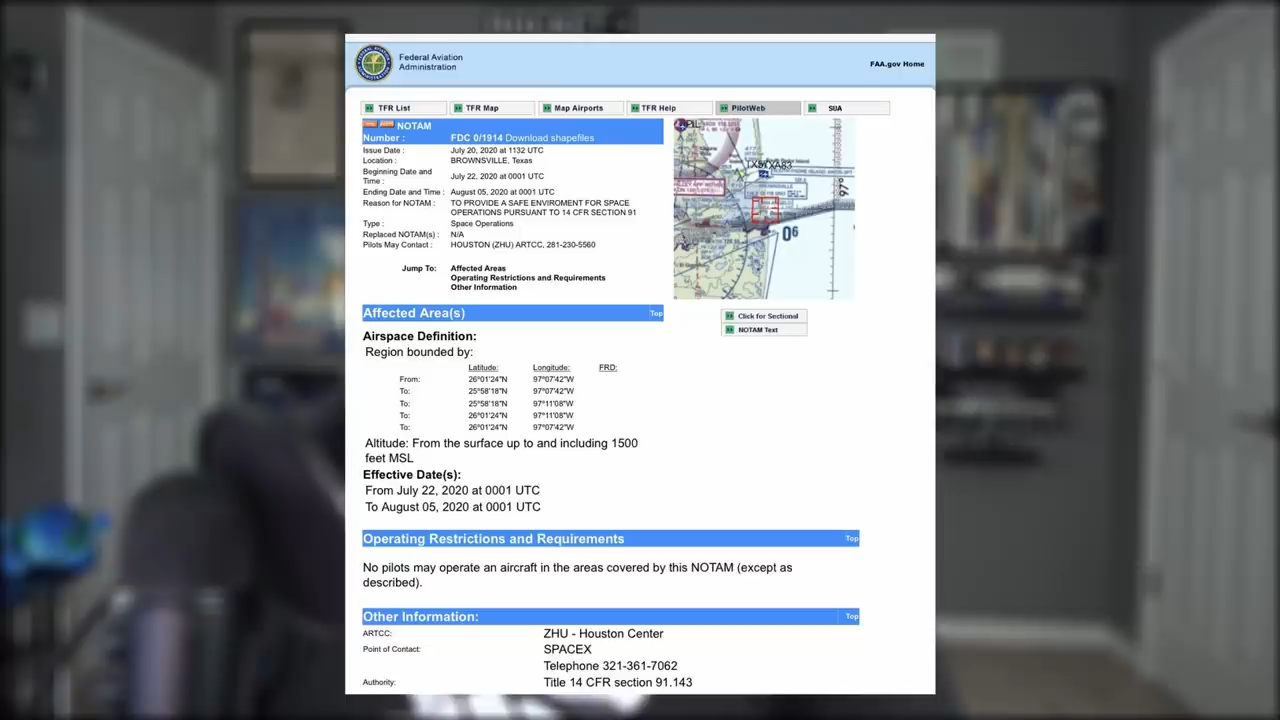 Federal Aviation
Administration
FAA.gov Home
TFR List
TFR Map
Map Airports
TFR Help
PilotWeb
SUA
NOTAM
Number : FDC 0/1914 Download shapefiles
Issue Date : July 20, 2020 at 1132 UTC
Location : BROWNSVILLE, Texas
Beginning Date and
Time : July 22, 2020 at 0001 UTC
Ending Date and Time : August 05, 2020 at 0001 UTC
Reason for NOTAM : TO PROVIDE A SAFE ENVIROMENT FOR SPACE
OPERATIONS PURSUANT TO 14 CFR SECTION 91
Type : Space Operations
Replaced NOTAM(s) : N/A
Pilots May Contact : HOUSTON (ZHU) ARTCC, 281-230-5560
Jump To: Affected Areas
Operating Restrictions and Requirements
Other Information
97°
06
Click for Sectional
NOTAM Text
Affected Area(s) Top
Airspace Definition:
Region bounded by:
Latitude: Longitude: FRD:
From: 26°01'24"N 97°07'42"W
To: 25°58'18"N 97°07'42"W
To: 25°58'18"N 97°11'08"W
To: 26°01'24"N 97°11'08"W
To: 26°01'24"N 97°07'42"W
Altitude: From the surface up to and including 1500
feet MSL
Effective Date(s):
From July 22, 2020 at 0001 UTC
To August 05, 2020 at 0001 UTC
Operating Restrictions and Requirements Top
No pilots may operate an aircraft in the areas covered by this NOTAM (except as
described).
Other Information: Top
ARTCC: ZHU - Houston Center
Point of Contact: SPACEX
Telephone 321-361-7062
Authority: Title 14 CFR section 91.143